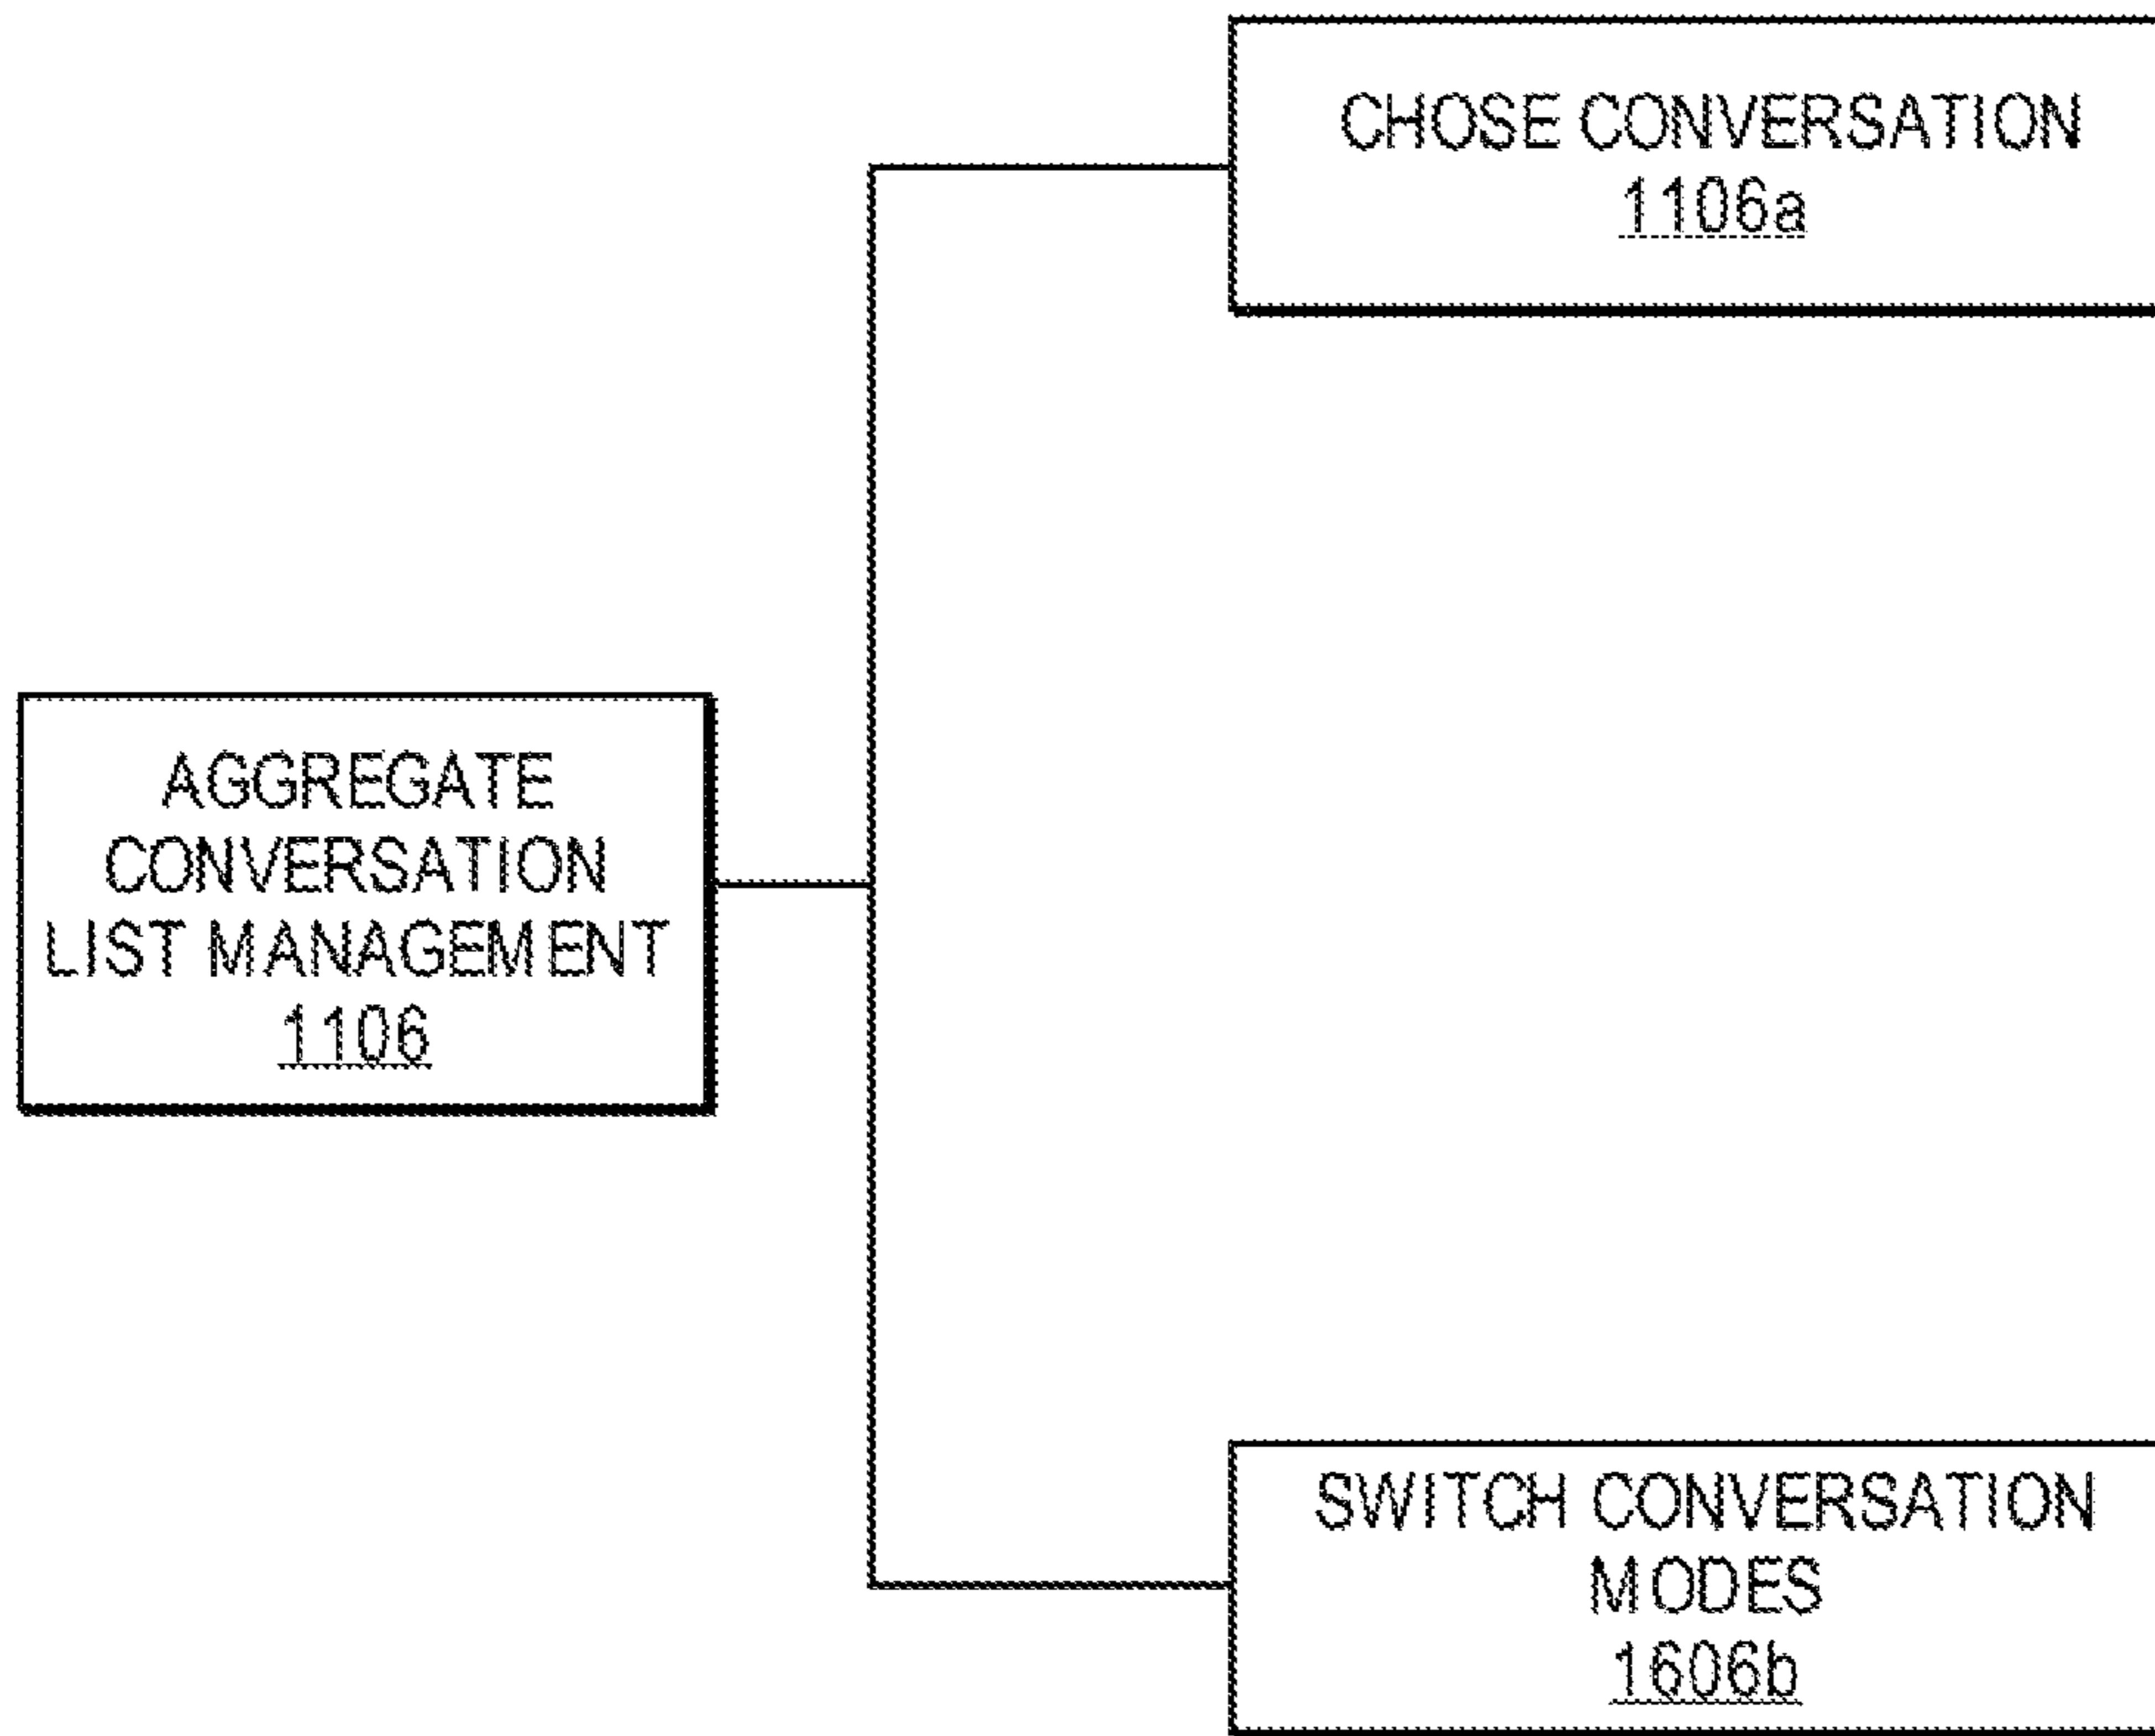 CHOSE CONVERSATION
1106a
AGGREGATE
CONVERSATION
LIST MANAGEMENT
1106
SWITCH CONVERSATION
MODES
1606b